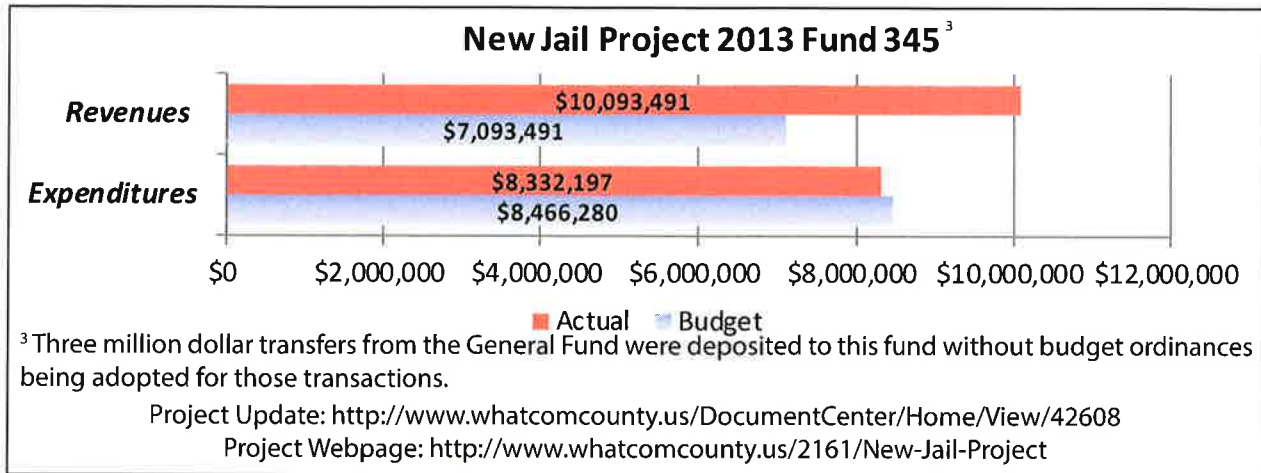 New Jail Project 2013 Fund 345 ³
Revenues
$10,093,491
$7,093,491
Expenditures
$8,332,197
$8,466,280
$0 $2,000,000 $4,000,000 $6,000,000 $8,000,000 $10,000,000 $12,000,000
Actual Budget
³ Three million dollar transfers from the General Fund were deposited to this fund without budget ordinances
being adopted for those transactions.
Project Update: http://www.whatcomcounty.us/DocumentCenter/Home/View/42608
Project Webpage: http://www.whatcomcounty.us/2161/New-Jail-Project